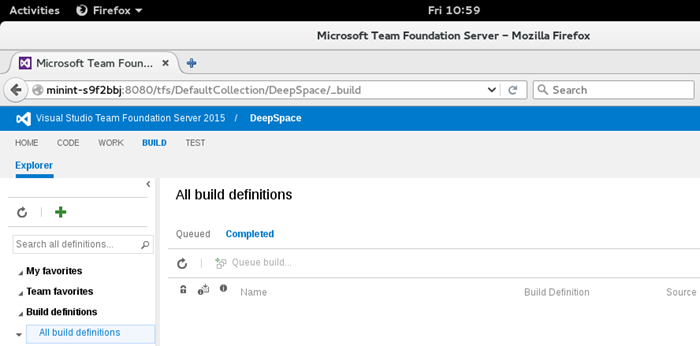 Activities Firefox Fri 10:59
Microsoft Team Foundation Server – Mozilla Firefox
Microsoft Team Foun...
minint-s9f2bbj:8080/tfs/DefaultCollection/DeepSpace/_build Search
Visual Studio Team Foundation Server 2015 / DeepSpace
HOME CODE WORK BUILD TEST
Explorer
All build definitions
Queued Completed
Search all definitions... Queue build...
My favorites
Team favorites
Name Build Definition Source
Build definitions
All build definitions